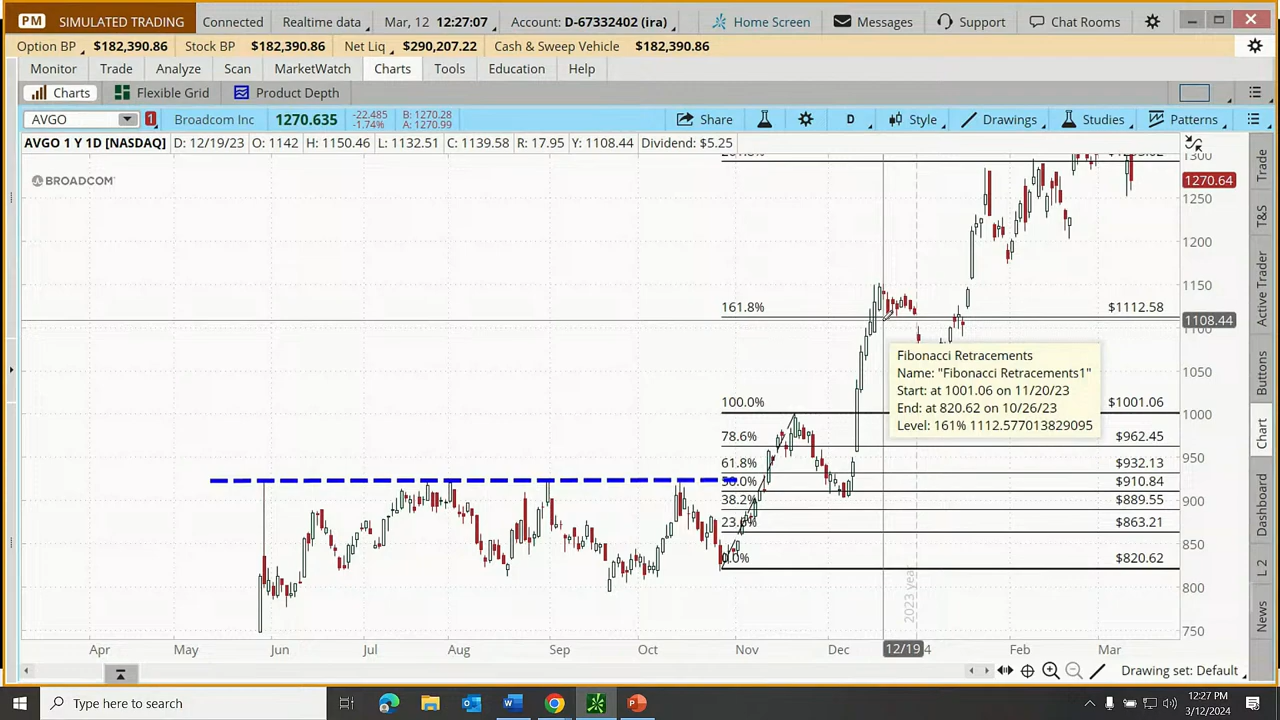 PM SIMULATED TRADING Connected Realtime data Mar, 12 12:27:07 Account: D-67332402 (ira) Home Screen Messages Support Chat Rooms
Option BP $182,390.86 Stock BP $182,390.86 Net Liq $290,207.22 Cash & Sweep Vehicle $182,390.86
Monitor Trade Analyze Scan MarketWatch Charts Tools Education Help
Charts Flexible Grid Product Depth
AVGO 1 Broadcom Inc 1270.635 -22.485 -1.74% B: 1270.28 A: 1270.99 Share D Style Drawings Studies Patterns
AVGO 1 Y 1D [NASDAQ] D: 12/19/23 O: 1142 H: 1150.46 L: 1132.51 C: 1139.58 R: 17.95 Y: 1108.44 Dividend: $5.25
1300
BROADCOM
1270.64
1250
1200
1150
161.8% $1112.58
1108.44
1100
Fibonacci Retracements
Name: "Fibonacci Retracements1"
Start: at 1001.06 on 11/20/23
End: at 820.62 on 10/26/23
Level: 161% 1112.577013829095
1050
100.0% $1001.06
1000
78.6% $962.45
950
61.8% $932.13
$910.84
900
38.2% $889.55
$863.21
850
0.0% $820.62
800
2023 year
750
Apr May Jun Jul Aug Sep Oct Nov Dec 12/19 4 Feb Mar
Drawing set: Default
Trade
T&S
Active Trader
Buttons
Chart
Dashboard
L 2
News
Type here to search
12:27 PM
3/12/2024